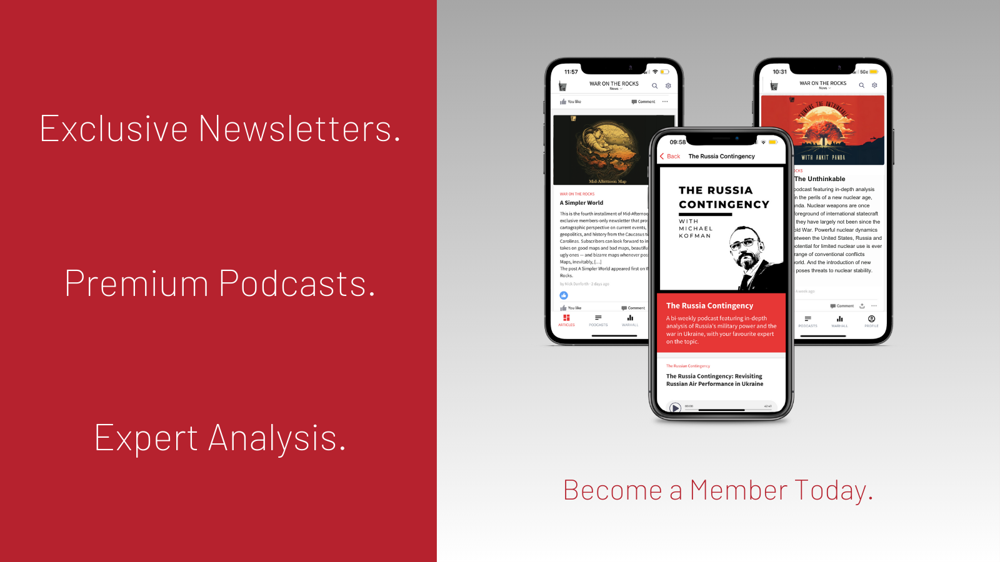 Exclusive Newsletters.
Premium Podcasts.
Expert Analysis.
11:57
WAR ON THE ROCKS
News
You like
Comment
Mid-Afternoon Map
WAR ON THE ROCKS
A Simpler World
This is the fourth installment of Mid-Afternoo
exclusive members-only newsletter that pro
cartographic perspective on current events,
geopolitics, and history from the Caucasus t
Carolinas. Subscribers can look forward to in
takes on good maps and bad maps, beautiful
ugly ones — and bizarre maps whenever pos
Maps, inevitably, [...]
The post A Simpler World appeared first on W
Rocks.
by Nick Danforth · 2 days ago
You like
Comment
ARTICLES
PODCASTS
WARHALL
09:58
Back
The Russia Contingency
THE RUSSIA
CONTINGENCY
WITH
MICHAEL
KOFMAN
The Russia Contingency
A bi-weekly podcast featuring in-depth
analysis of Russia's military power and the
war in Ukraine, with your favourite expert
on the topic.
The Russian Contingency
The Russia Contingency: Revisiting
Russian Air Performance in Ukraine
00:00
42:43
10:31
5G
WAR ON THE ROCKS
News
THINKING THE UNTHINKABLE
WITH ANKIT PANDA
OCKS
The Unthinkable
podcast featuring in-depth analysis
n the perils of a new nuclear age,
nda. Nuclear weapons are once
oreground of international statecraft
they have largely not been since the
old War. Powerful nuclear dynamics
etween the United States, Russia and
otential for limited nuclear use is ever
range of conventional conflicts
orld. And the introduction of new
poses threats to nuclear stability.
A week ago
Comment
PODCASTS
WARHALL
PROFILE
Become a Member Today.